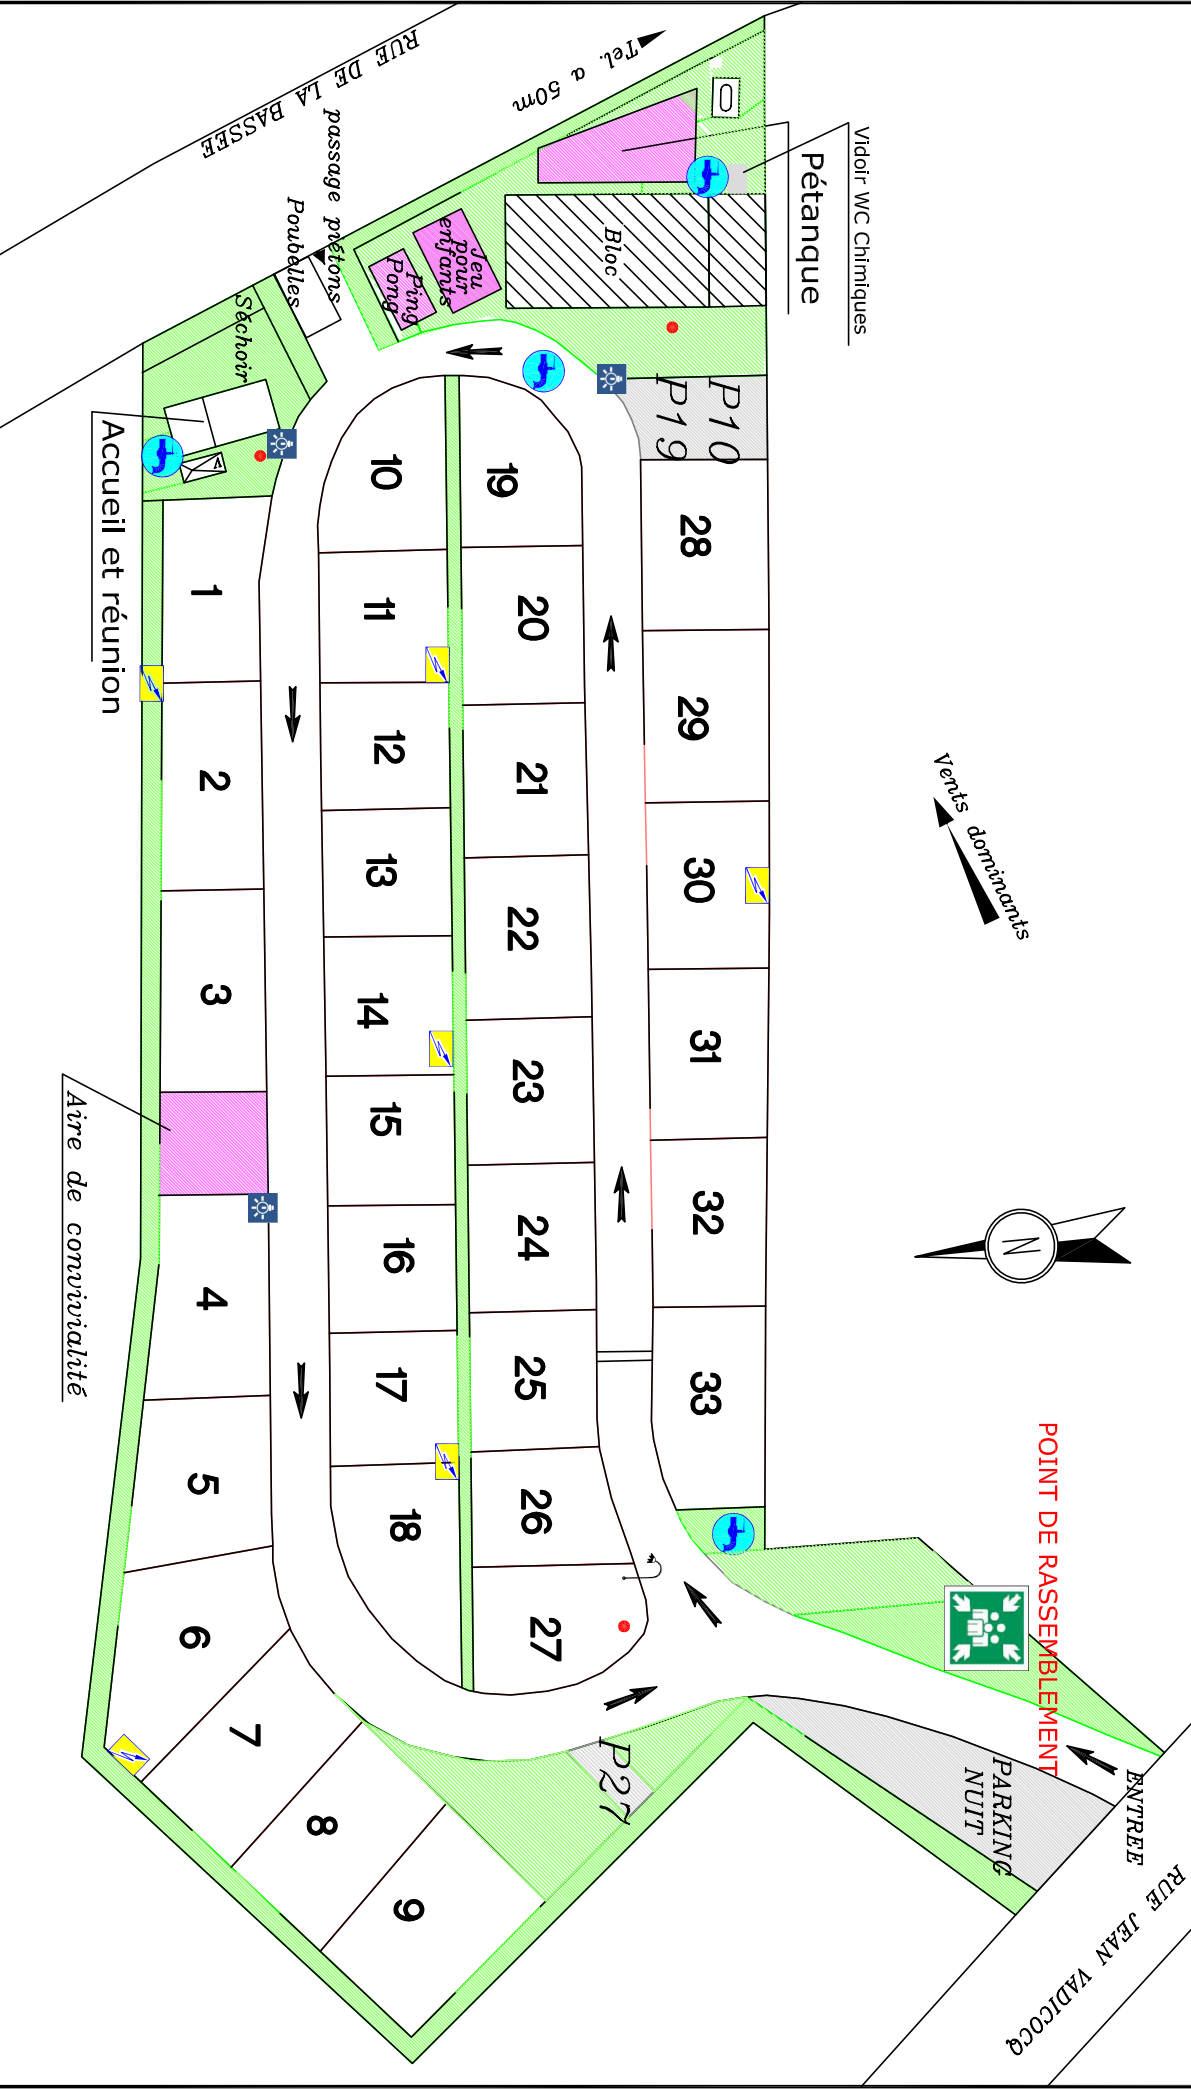 RUE DE LA BASSEE
Tel. a 50m
passage piétons
Poubelles
Séchoir
Accueil et réunion
Vidoir WC Chimiques
Pétanque
Bloc
Jeu
pour
enfants
Ping
Pong
P10
P19
10
19
28
1
11
20
29
2
12
21
30
3
13
22
31
14
23
32
15
24
33
4
16
25
5
17
26
6
18
27
7
8
9
Aire de convivialité
Vents dominants
N
POINT DE RASSEMBLEMENT
P27
PARKING
NUIT
ENTREE
RUE JEAN VADICOCQ